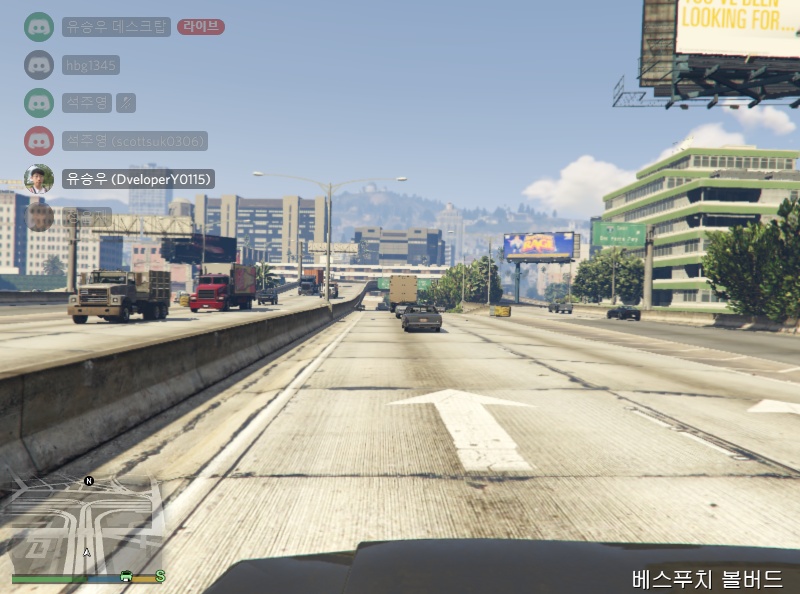 유승우 데스크탑 라이브
hbg1345
석주영
석주영 (scottsuk0306)
유승우 (DveloperY0115)
YOU'VE BEEN
LOOKING FOR...
N
S
베스푸치 볼버드